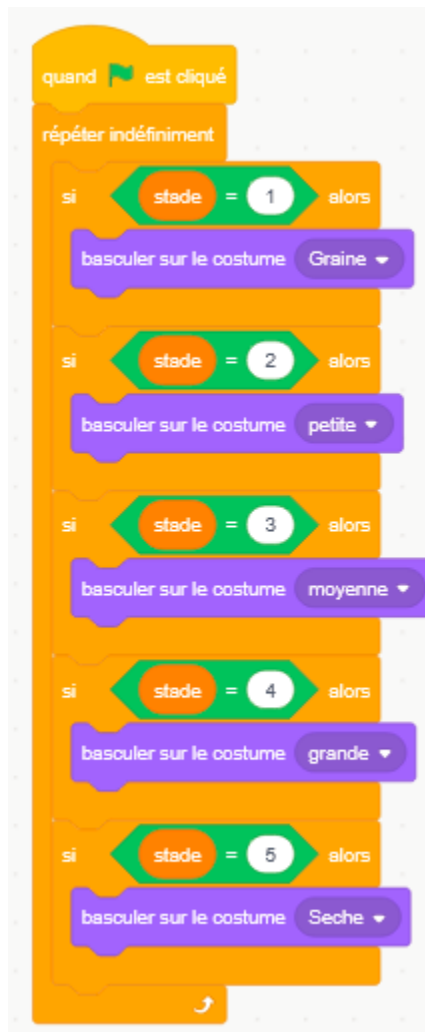 quand est cliqué
répéter indéfiniment
si stade = 1 alors
basculer sur le costume Graine
si stade = 2 alors
basculer sur le costume petite
si stade = 3 alors
basculer sur le costume moyenne
si stade = 4 alors
basculer sur le costume grande
si stade = 5 alors
basculer sur le costume Seche